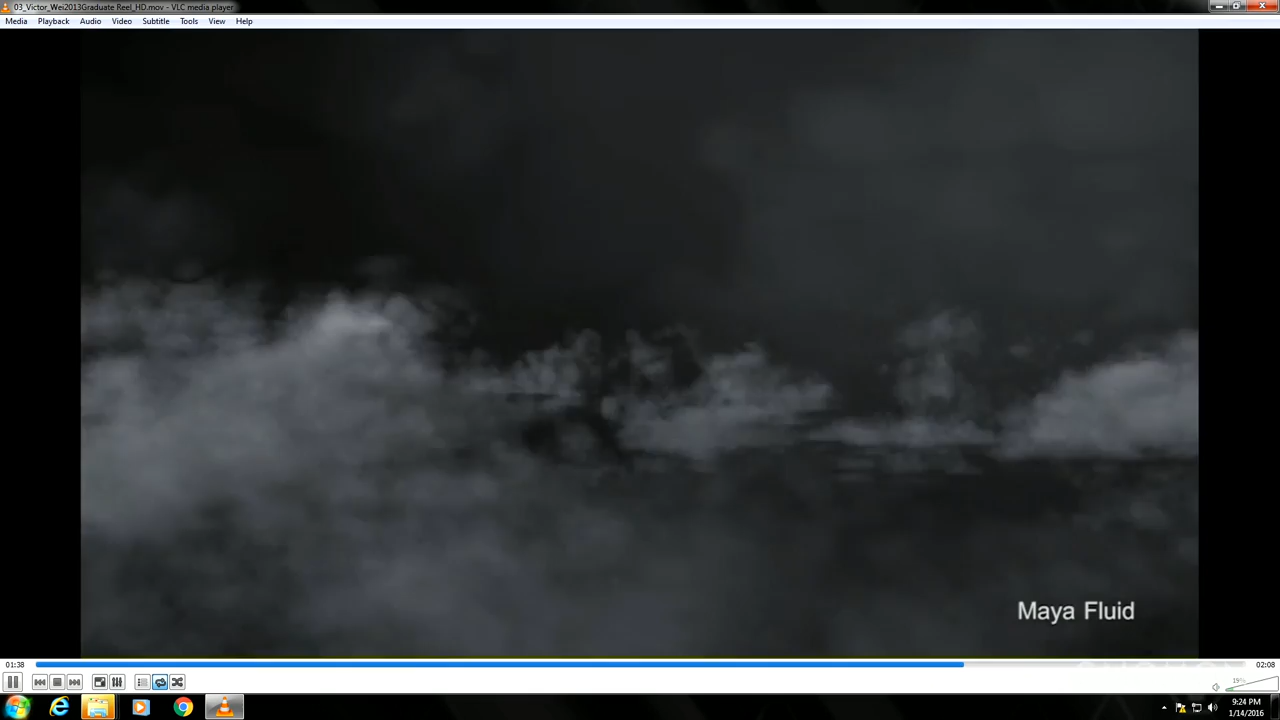 03_Victor_Wei2013Graduate Reel_HD.mov - VLC media player
Media Playback Audio Video Subtitle Tools View Help
Maya Fluid
01:38
02:08
19%
9:24 PM
1/14/2016